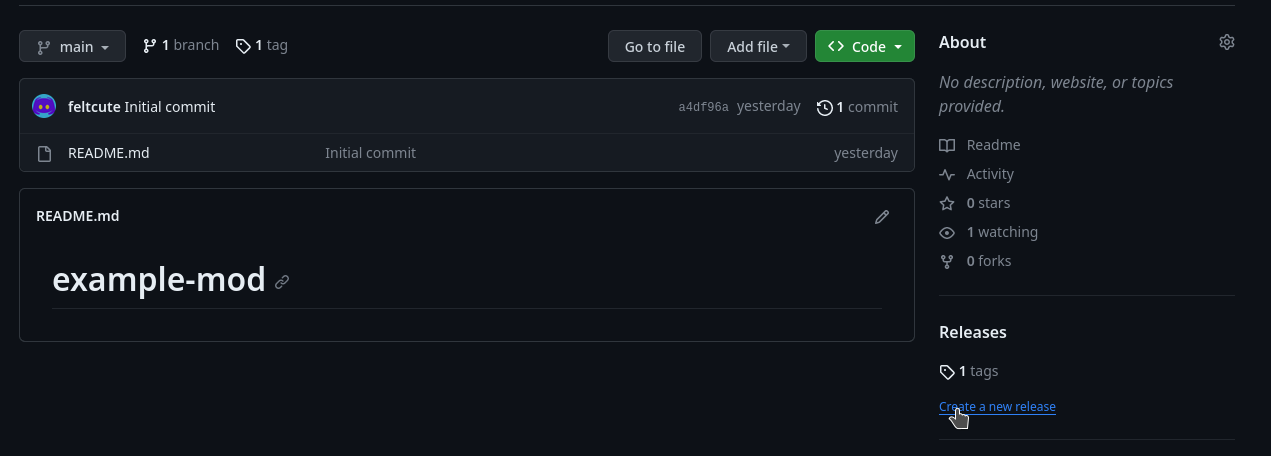 main
1 branch
1 tag
Go to file
Add file
Code
feltcute Initial commit
a4df96a yesterday
1 commit
README.md
Initial commit
yesterday
README.md
example-mod
About
No description, website, or topics
provided.
Readme
Activity
0 stars
1 watching
0 forks
Releases
1 tags
Create a new release